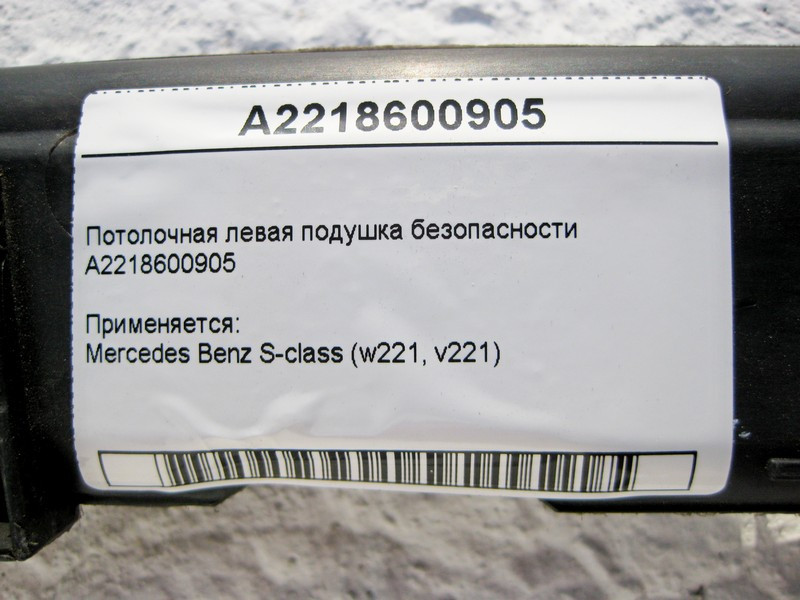 A2218600905
Потолочная левая подушка безопасности
A2218600905
Применяется:
Mercedes Benz S-class (w221, v221)